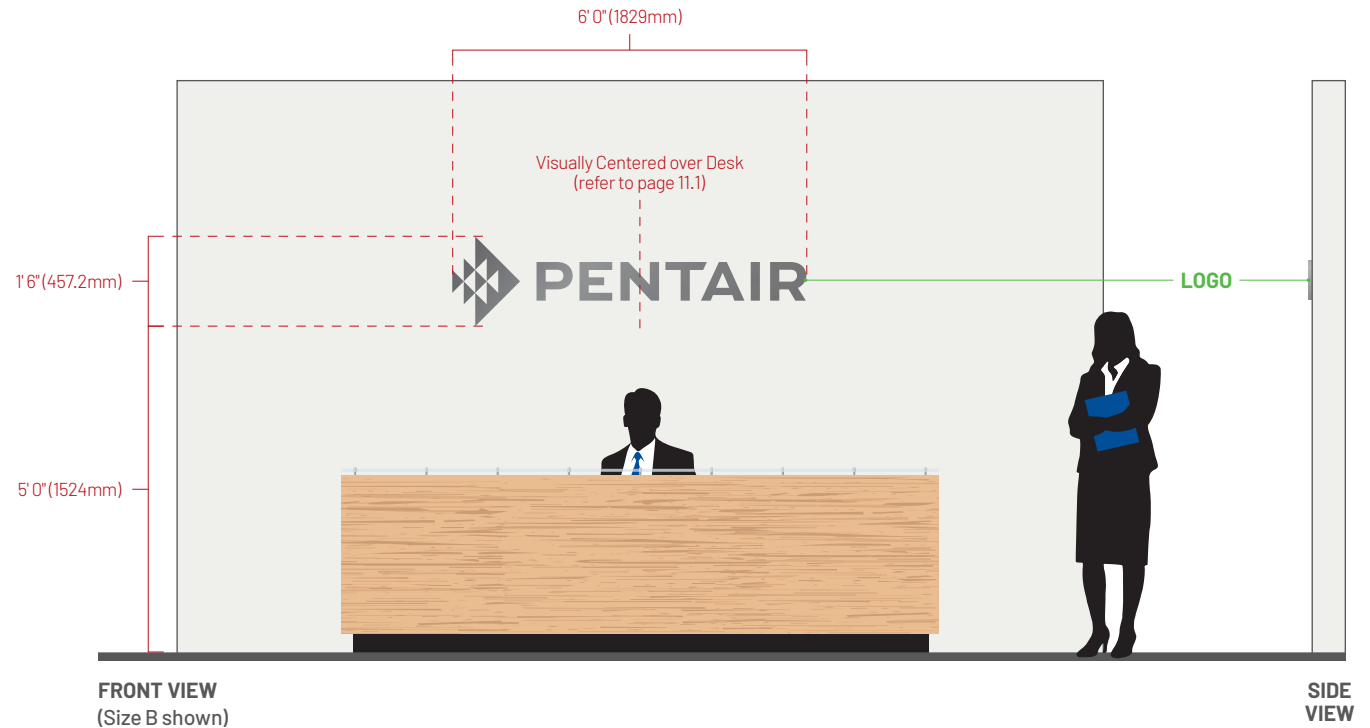 6' 0" (1829mm)
Visually Centered over Desk
(refer to page 11.1)
1' 6" (457.2mm)
PENTAIR
LOGO
5' 0" (1524mm)
FRONT VIEW
(Size B shown)
SIDE
VIEW